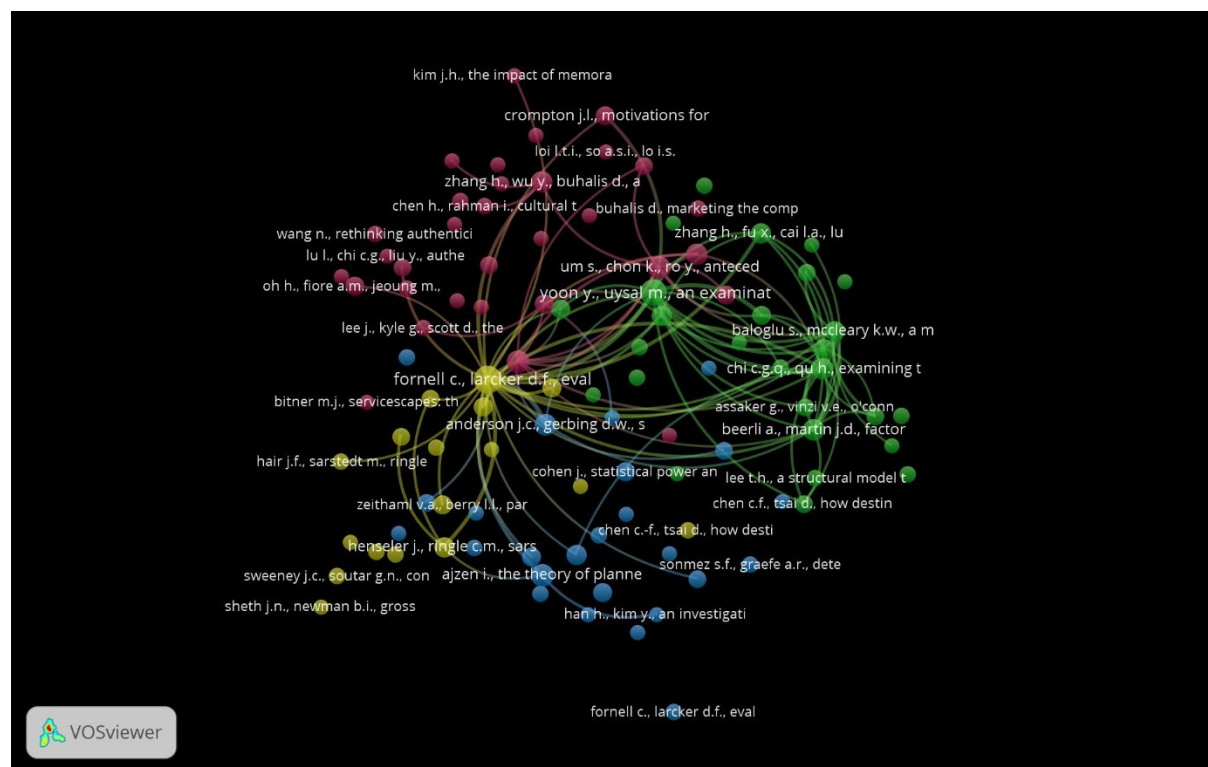 kim j.h., the impact of memora
crompton j.l., motivations for
loi l.t.i., so a.s.i., lo i.s.
zhang h., wu y., buhalis d., a
chen h., rahman i., cultural t
buhalis d., marketing the comp
wang n., rethinking authentici
zhang h., fu x., cai l.a., lu
lu l., chi c.g., liu y., authe
um s., chon k., ro y., anteced
oh h., fiore a.m., jeoung m.,
yoon y., uysal m., an examinat
lee j., kyle g., scott d., the
baloglu s., mccleary k.w., a m
chi c.g.q., qu h., examining t
fornell c., larcker d.f., eval
bitner m.j., servicescapes: th
assaker g., vinzi v.e., o'conn
anderson j.c., gerbing d.w., s
beerli a., martin j.d., factor
hair j.f., sarstedt m., ringle
cohen j., statistical power an
lee t.h., a structural model t
zeithaml v.a., berry l.l., par
chen c.f., tsai d., how destin
chen c.-f., tsai d., how desti
henseler j., ringle c.m., sars
sonmez s.f., graefe a.r., dete
sweeney j.c., soutar g.n., con
ajzen i., the theory of planne
sheth j.n., newman b.i., gross
han h., kim y., an investigati
fornell c., larcker d.f., eval
VOSviewer